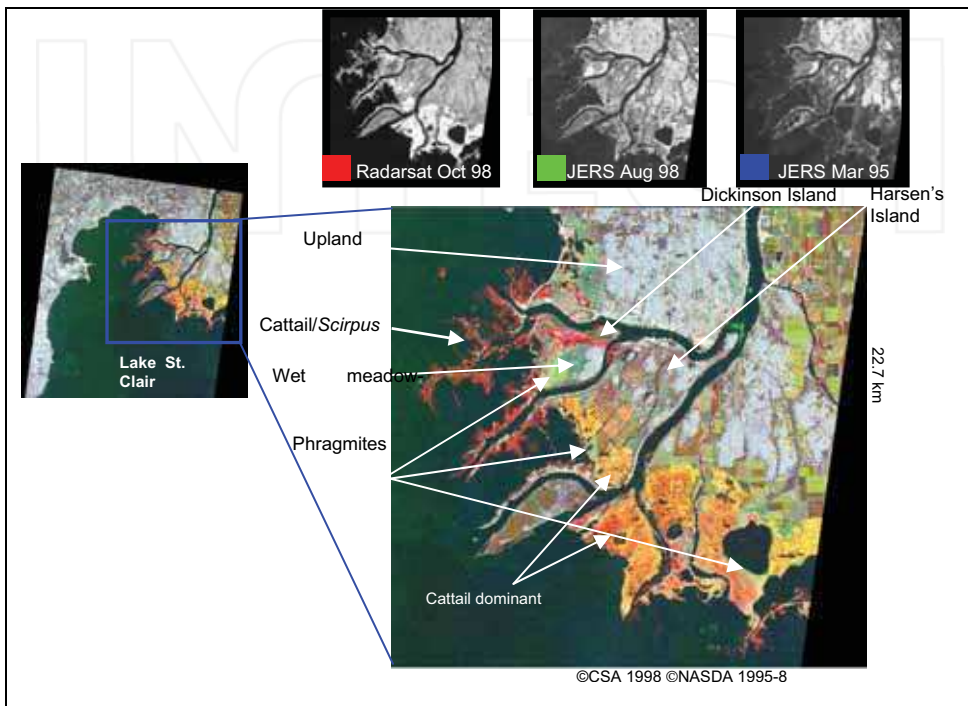 Radarsat Oct 98
JERS Aug 98
JERS Mar 95
Dickinson Island
Harsen's
Island
Upland
Cattail/Scirpus
Wet meadow
Phragmites
Lake St.
Clair
22.7 km
Cattail dominant
©CSA 1998 ©NASDA 1995-8